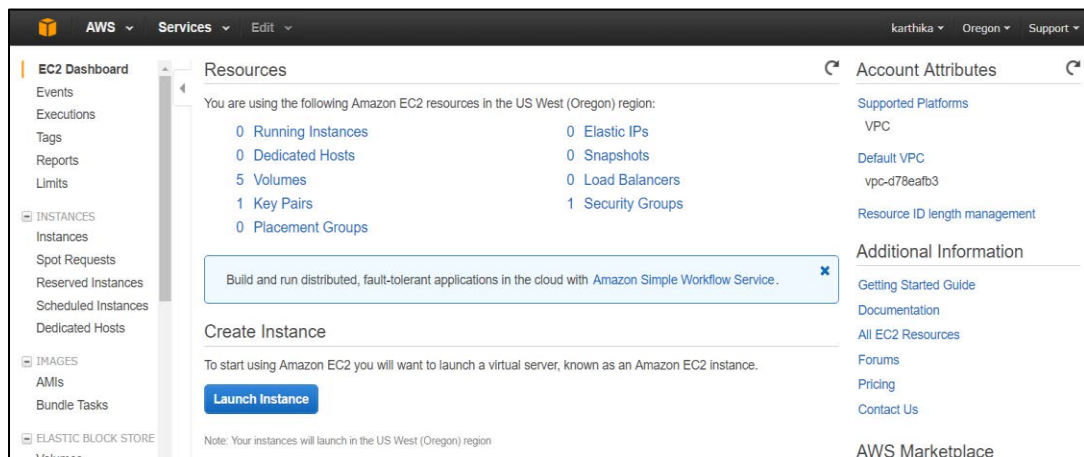 AWS Services Edit karthika Oregon Support
EC2 Dashboard
Events
Executions
Tags
Reports
Limits
INSTANCES
Instances
Spot Requests
Reserved Instances
Scheduled Instances
Dedicated Hosts
IMAGES
AMIs
Bundle Tasks
ELASTIC BLOCK STORE
Volumes
Resources
You are using the following Amazon EC2 resources in the US West (Oregon) region:
0 Running Instances 0 Elastic IPs
0 Dedicated Hosts 0 Snapshots
5 Volumes 0 Load Balancers
1 Key Pairs 1 Security Groups
0 Placement Groups
Build and run distributed, fault-tolerant applications in the cloud with Amazon Simple Workflow Service.
Create Instance
To start using Amazon EC2 you will want to launch a virtual server, known as an Amazon EC2 instance.
Launch Instance
Note: Your instances will launch in the US West (Oregon) region
Account Attributes
Supported Platforms
VPC
Default VPC
vpc-d78eafb3
Resource ID length management
Additional Information
Getting Started Guide
Documentation
All EC2 Resources
Forums
Pricing
Contact Us
AWS Marketplace